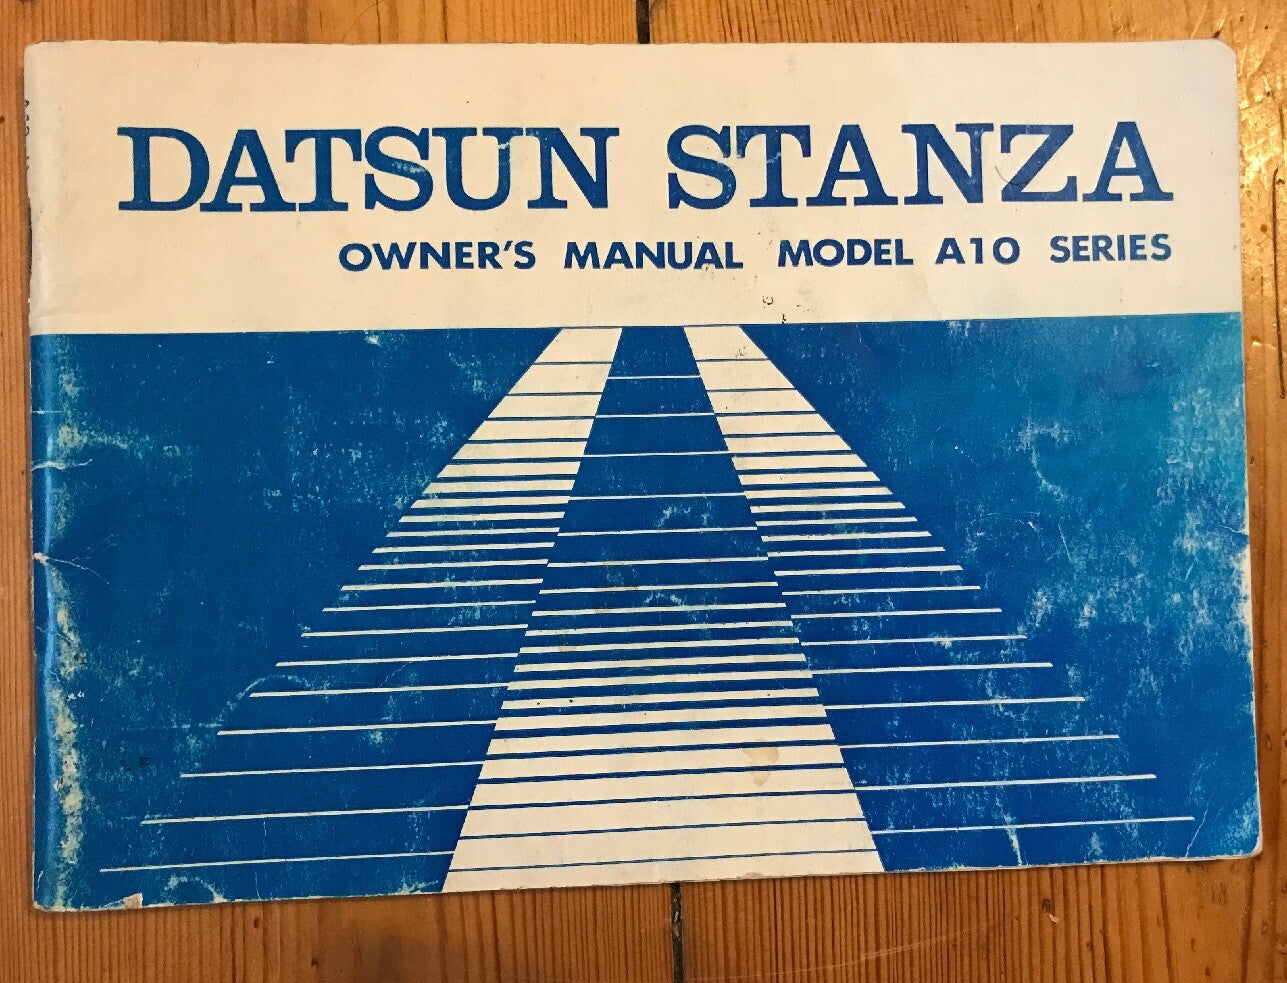 DATSUN STANZA
OWNER'S MANUAL MODEL A10 SERIES